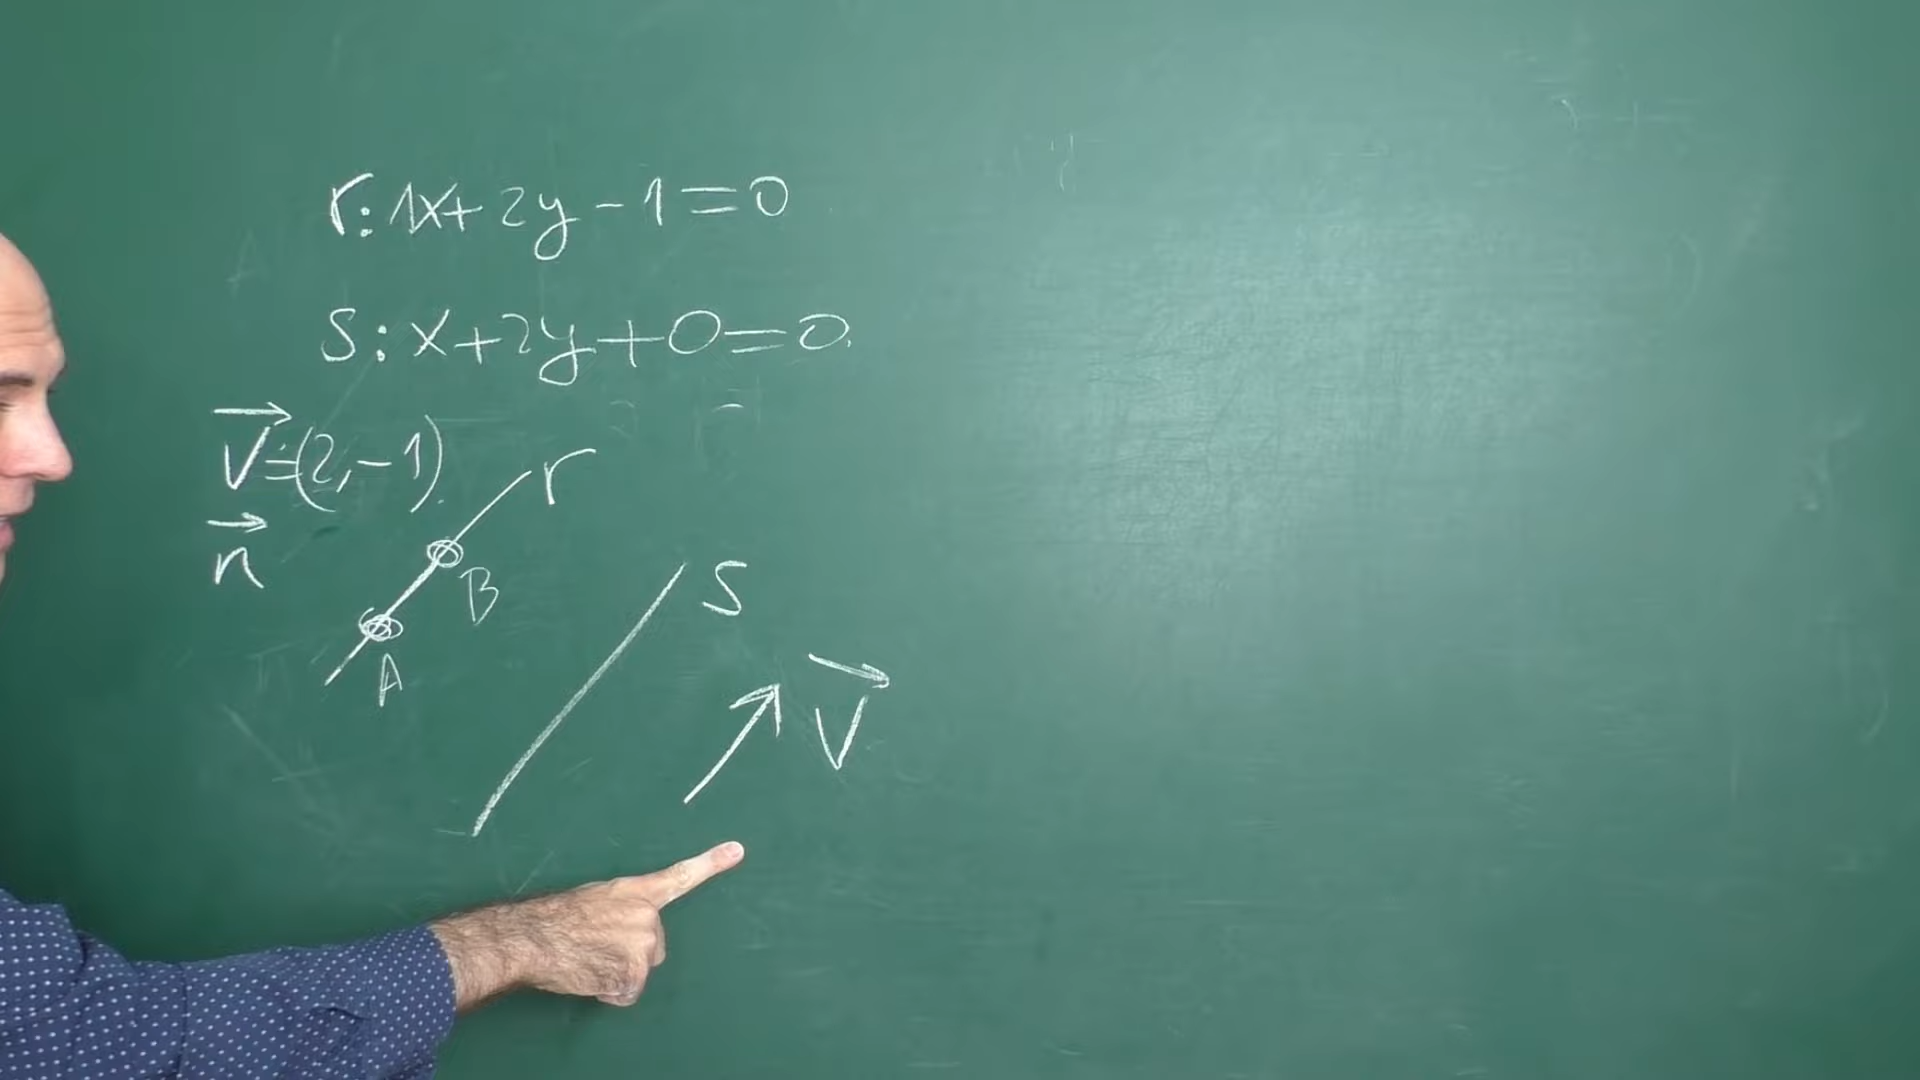 r: 1x+2y-1=0
s: x+2y+0=0
v⃗=(2,-1)
r
n⃗
B
s
A
v⃗